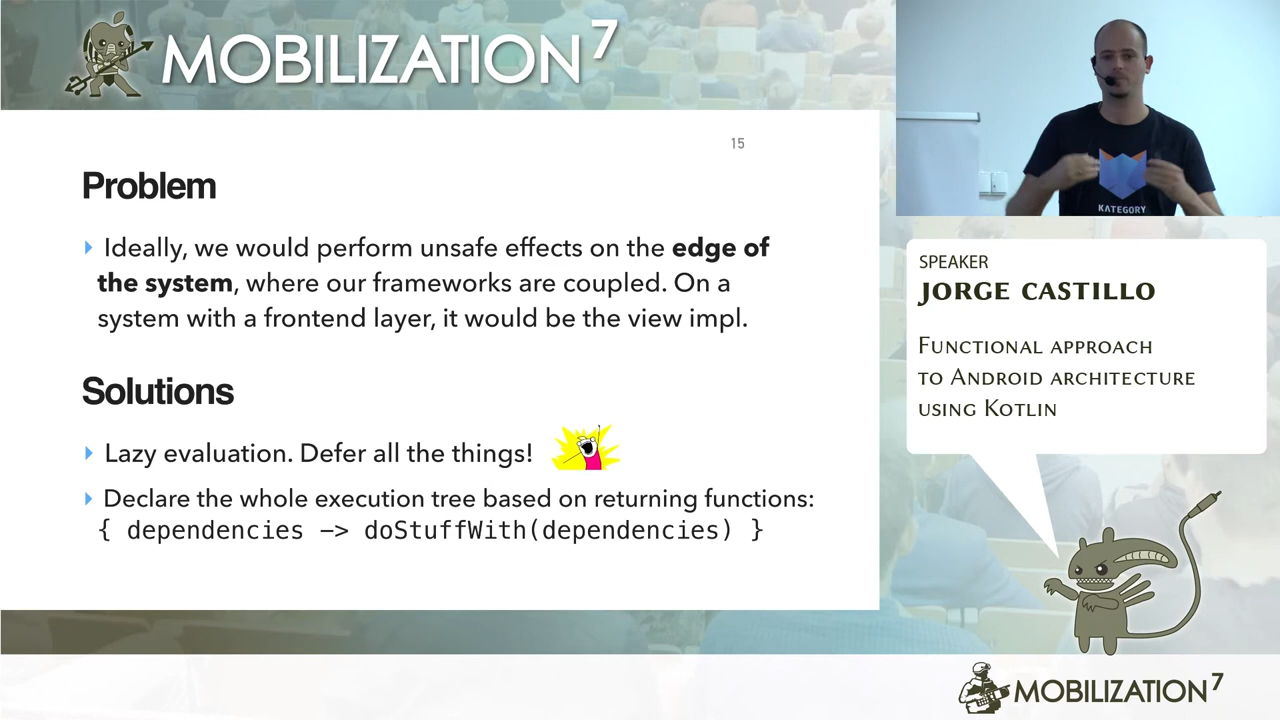 MOBILIZATION7
15
Problem
Ideally, we would perform unsafe effects on the edge of
the system, where our frameworks are coupled. On a
system with a frontend layer, it would be the view impl.
Solutions
Lazy evaluation. Defer all the things!
Declare the whole execution tree based on returning functions:
{ dependencies -> doStuffWith(dependencies) }
KATEGORY
SPEAKER
JORGE CASTILLO
FUNCTIONAL APPROACH
TO ANDROID ARCHITECTURE
USING KOTLIN
MOBILIZATION7